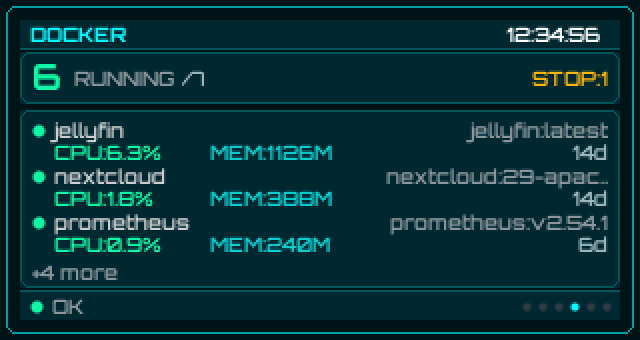 DOCKER 12:34:56
6 RUNNING /7 STOP:1
jellyfin jellyfin:latest
CPU:6.3% MEM:1126M 14d
nextcloud nextcloud:29-apac..
CPU:1.8% MEM:388M 14d
prometheus prometheus:v2.54.1
CPU:0.9% MEM:240M 6d
+4 more
OK